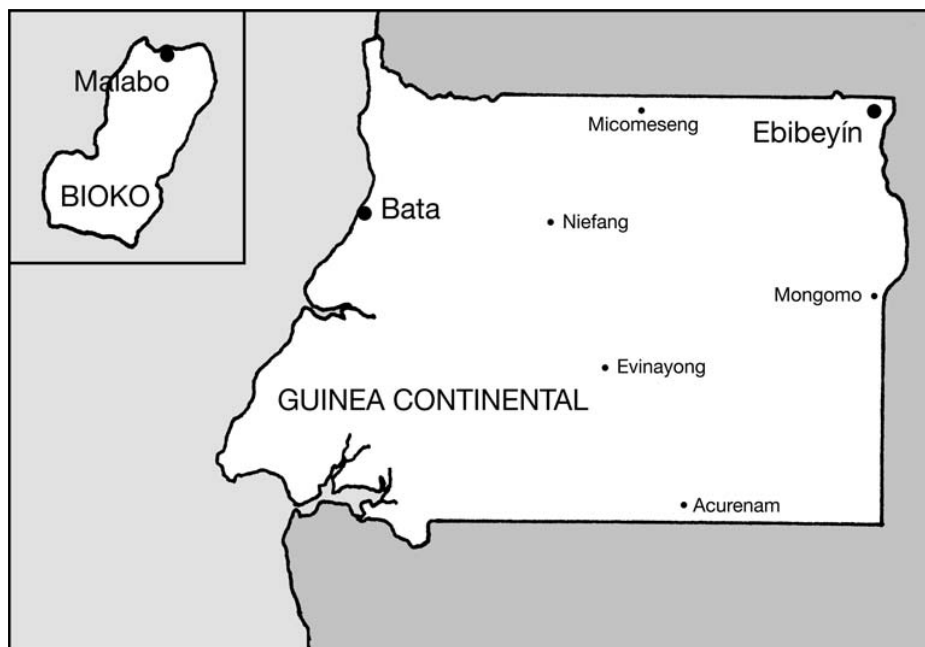 Malabo
BIOKO
Micomeseng
Ebibeyín
Bata
Niefang
Mongomo
Evinayong
GUINEA CONTINENTAL
Acurenam